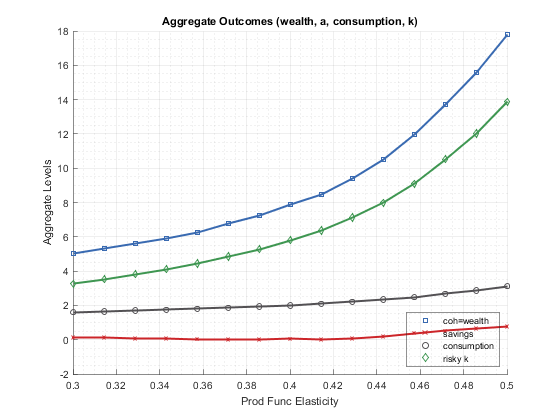 Aggregate Outcomes (wealth, a, consumption, k)
18
16
14
12
10
8
6
4
2
0
-2
Aggregate Levels
coh=wealth
savings
consumption
risky k
0.3 0.32 0.34 0.36 0.38 0.4 0.42 0.44 0.46 0.48 0.5
Prod Func Elasticity